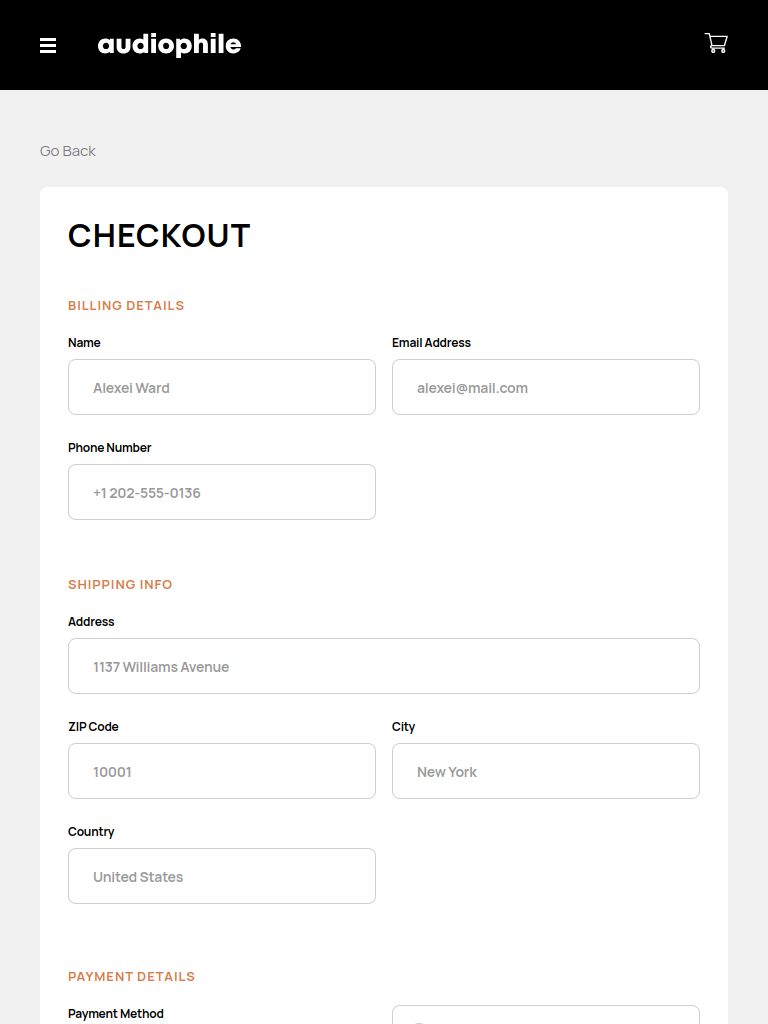 audiophile
Go Back
CHECKOUT
BILLING DETAILS
Name
Email Address
Alexei Ward
alexei@mail.com
Phone Number
+1 202-555-0136
SHIPPING INFO
Address
1137 Williams Avenue
ZIP Code
City
10001
New York
Country
United States
PAYMENT DETAILS
Payment Method